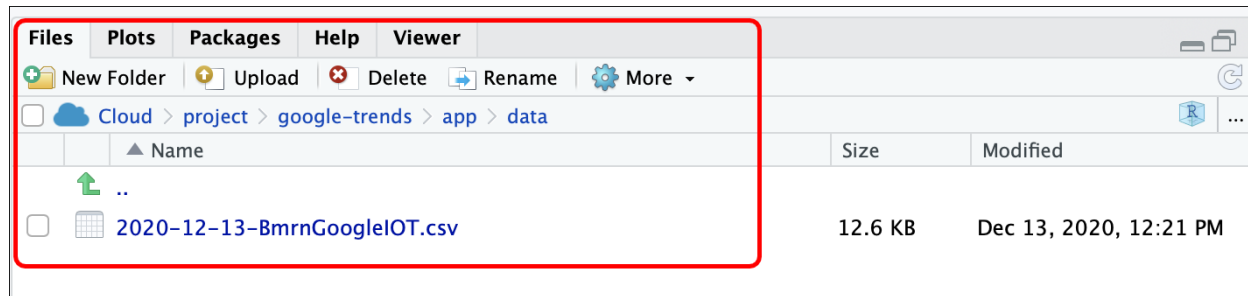 Files Plots Packages Help Viewer
New Folder Upload Delete Rename More
Cloud > project > google-trends > app > data R ...
Name Size Modified
..
2020-12-13-BmrnGoogleIOT.csv 12.6 KB Dec 13, 2020, 12:21 PM